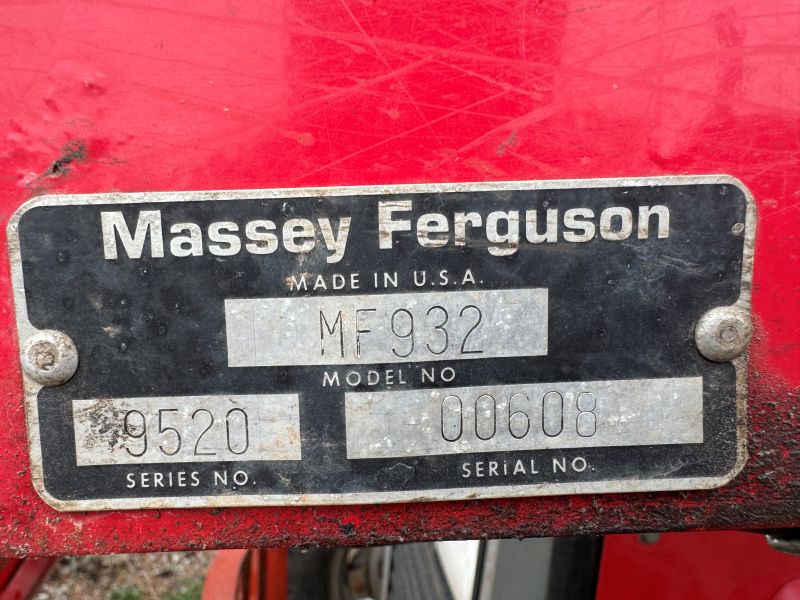 Massey Ferguson
MADE IN U.S.A.
MF932
MODEL NO
9520 00608
SERIES NO. SERIAL NO.